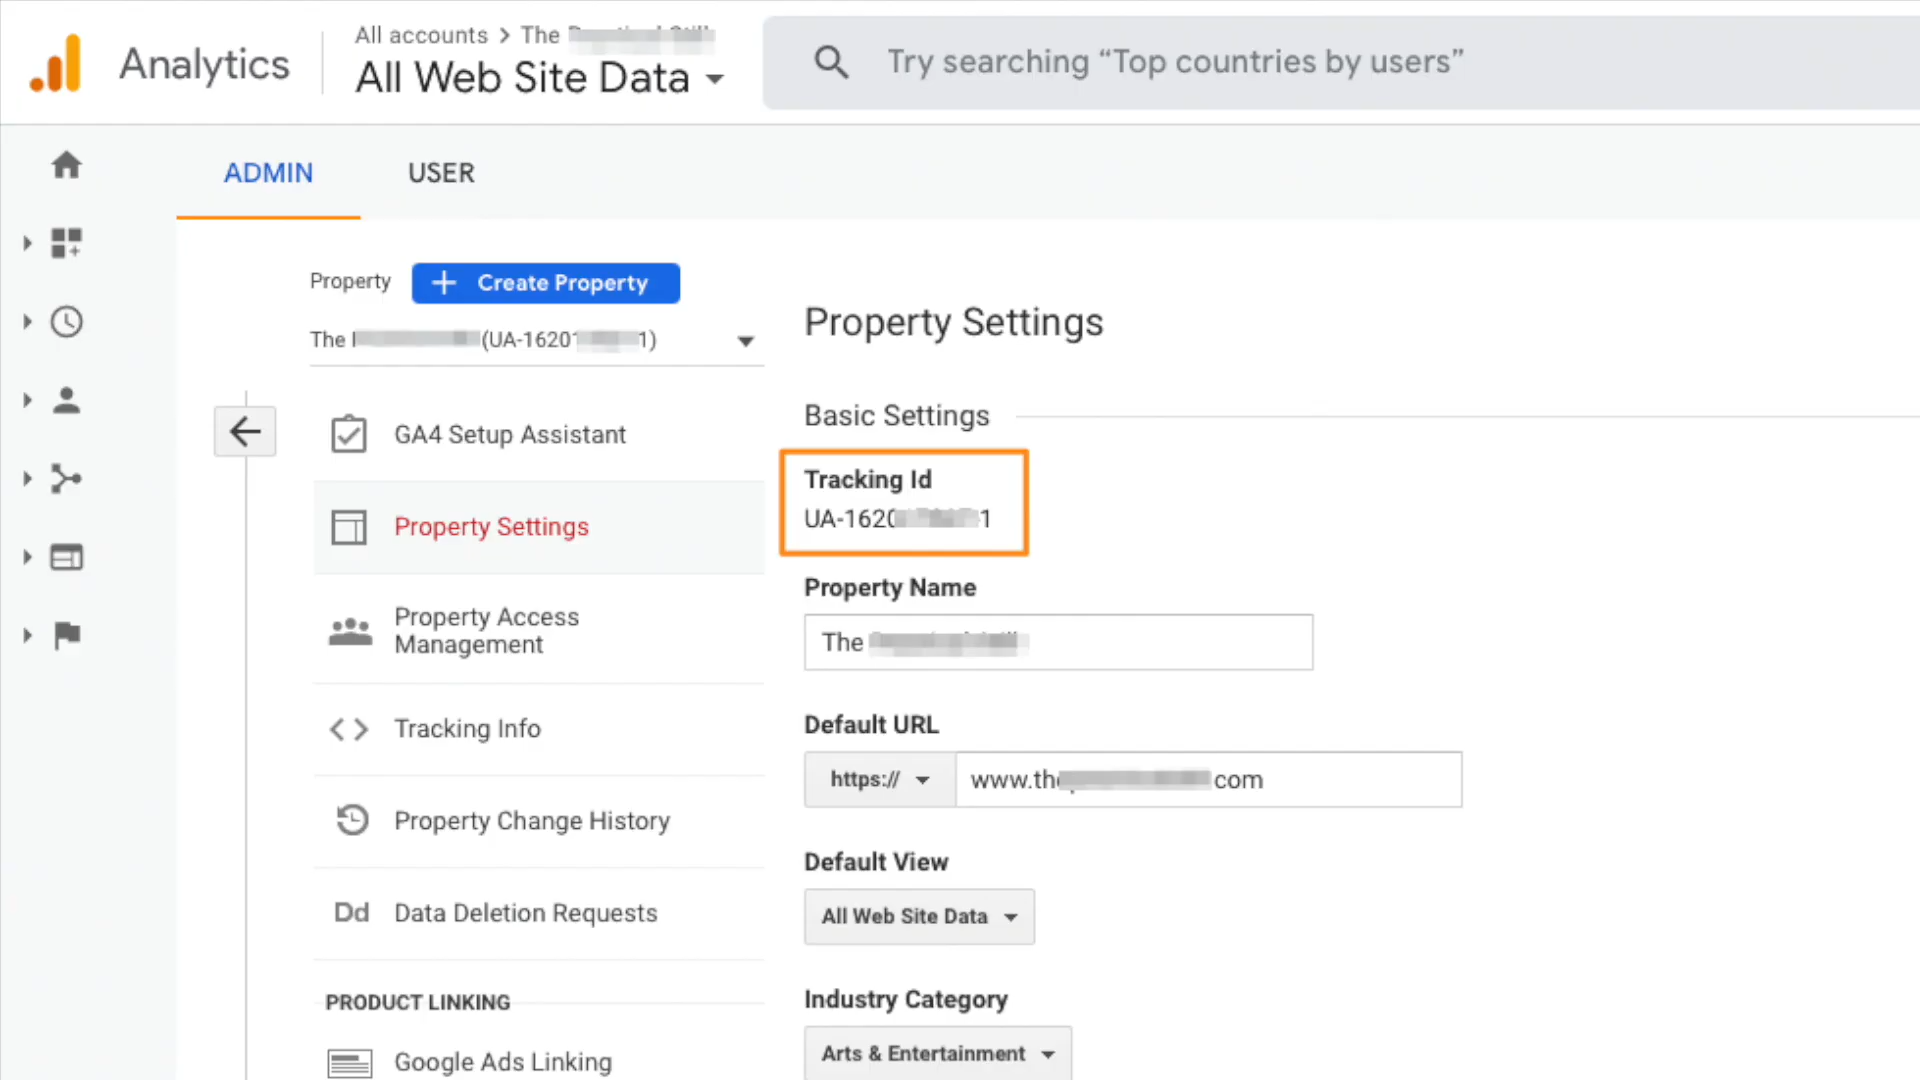 Analytics
All accounts > The
All Web Site Data
Try searching “Top countries by users”
ADMIN
USER
Property
Create Property
The (UA-1620 1)
GA4 Setup Assistant
Property Settings
Property Access
Management
Tracking Info
Property Change History
Dd Data Deletion Requests
PRODUCT LINKING
Google Ads Linking
Property Settings
Basic Settings
Tracking Id
UA-1620 1
Property Name
The
Default URL
https://
www.the com
Default View
All Web Site Data
Industry Category
Arts & Entertainment